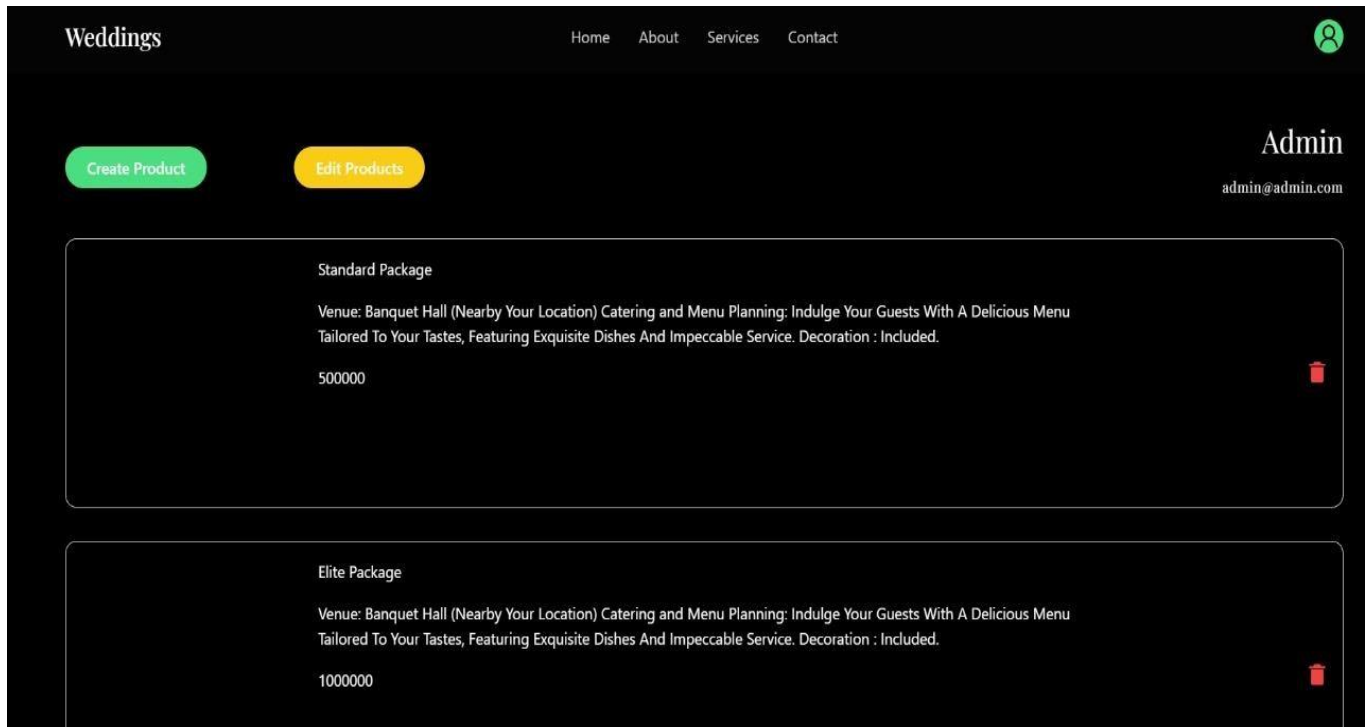 Weddings
Home About Services Contact
Create Product
Edit Products
Admin
admin@admin.com
Standard Package
Venue: Banquet Hall (Nearby Your Location) Catering and Menu Planning: Indulge Your Guests With A Delicious Menu
Tailored To Your Tastes, Featuring Exquisite Dishes And Impeccable Service. Decoration : Included.
500000
Elite Package
Venue: Banquet Hall (Nearby Your Location) Catering and Menu Planning: Indulge Your Guests With A Delicious Menu
Tailored To Your Tastes, Featuring Exquisite Dishes And Impeccable Service. Decoration : Included.
1000000